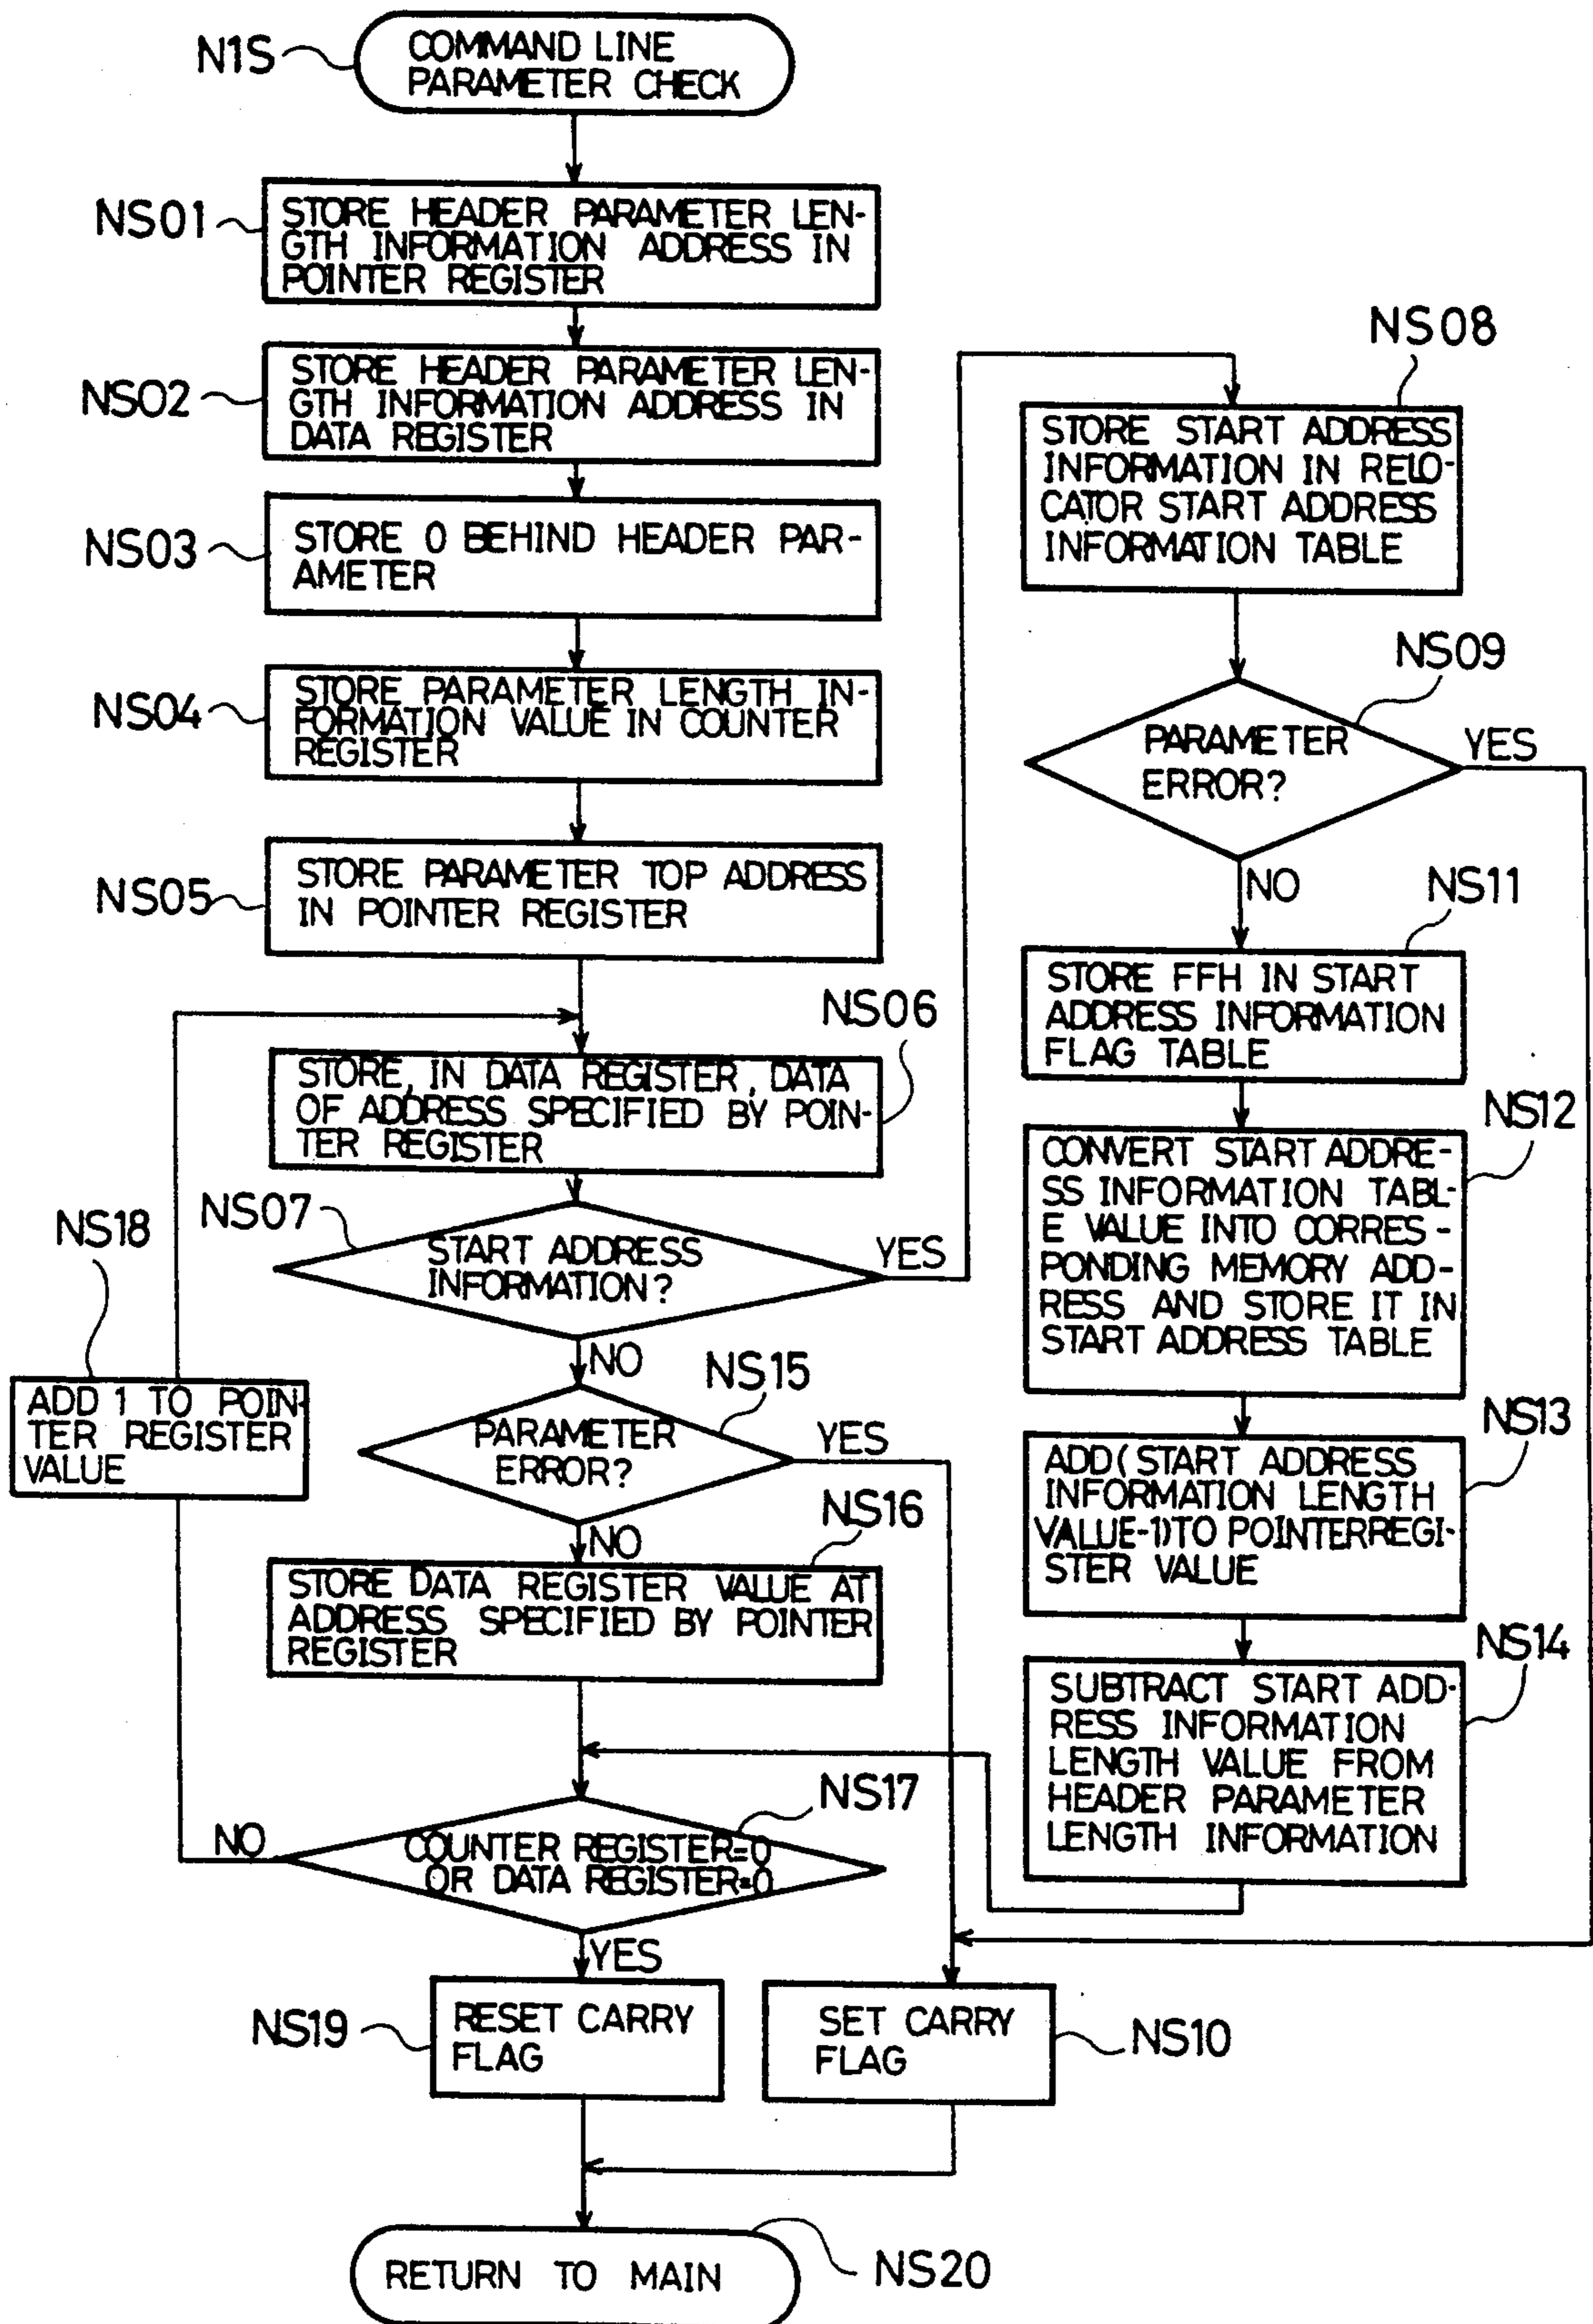 N1S
COMMAND LINE
PARAMETER CHECK
NS01
STORE HEADER PARAMETER LEN-
GTH INFORMATION ADDRESS IN
POINTER REGISTER
NS02
STORE HEADER PARAMETER LEN-
GTH INFORMATION ADDRESS IN
DATA REGISTER
NS03
STORE 0 BEHIND HEADER PAR-
AMETER
NS04
STORE PARAMETER LENGTH IN-
FORMATION VALUE IN COUNTER
REGISTER
NS05
STORE PARAMETER TOP ADDRESS
IN POINTER REGISTER
NS06
STORE, IN DATA REGISTER, DATA
OF ADDRESS SPECIFIED BY POIN-
TER REGISTER
NS07
START ADDRESS
INFORMATION?
YES
NO
NS18
ADD 1 TO POIN-
TER REGISTER
VALUE
NS15
PARAMETER
ERROR?
YES
NO
NS16
STORE DATA REGISTER VALUE AT
ADDRESS SPECIFIED BY POINTER
REGISTER
NS17
COUNTER REGISTER=0
OR DATA REGISTER=0
NO
YES
NS19
RESET CARRY
FLAG
SET CARRY
FLAG
NS10
RETURN TO MAIN
NS20
NS08
STORE START ADDRESS
INFORMATION IN RELO-
CATOR START ADDRESS
INFORMATION TABLE
NS09
PARAMETER
ERROR?
YES
NO
NS11
STORE FFH IN START
ADDRESS INFORMATION
FLAG TABLE
NS12
CONVERT START ADDRE-
SS INFORMATION TABL-
E VALUE INTO CORRES-
PONDING MEMORY ADD-
RESS AND STORE IT IN
START ADDRESS TABLE
NS13
ADD(START ADDRESS
INFORMATION LENGTH
VALUE-1)TO POINTERREGI-
STER VALUE
NS14
SUBTRACT START ADD-
RESS INFORMATION
LENGTH VALUE FROM
HEADER PARAMETER
LENGTH INFORMATION